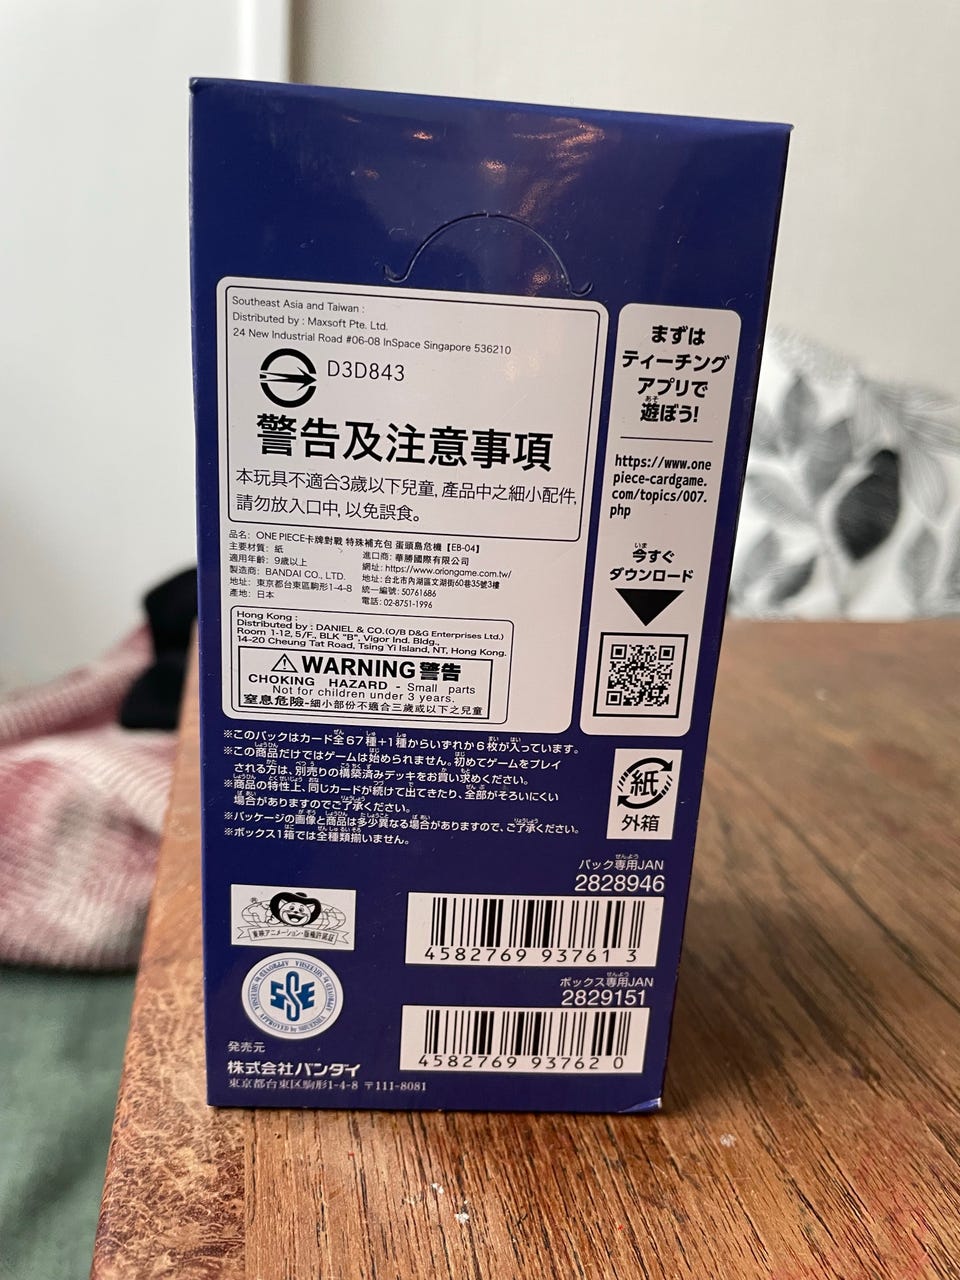 Southeast Asia and Taiwan :
Distributed by : Maxsoft Pte. Ltd.
24 New Industrial Road #06-08 InSpace Singapore 536210
D3D843
警告及注意事項
本玩具不適合3歲以下兒童, 產品中之細小配件,
請勿放入口中, 以免誤食。
品名: ONE PIECE卡牌對戰 特殊補充包 蛋頭島危機【EB-04】
主要材質: 紙
適用年齡: 9歲以上
製造商: BANDAI CO., LTD.
地址: 東京都台東區駒形1-4-8
產地: 日本
進口商: 華勝國際有限公司
網址: https://www.oriongame.com.tw/
地址: 台北市內湖區文湖街60巷35號3樓
統一編號: 50761686
電話: 02-8751-1996
Hong Kong :
Distributed by : DANIEL & CO.(O/B D&G Enterprises Ltd.)
Room 1-12, 5/F., BLK "B", Vigor Ind. Bldg.,
14-20 Cheung Tat Road, Tsing Yi Island, NT, Hong Kong.
WARNING 警告
CHOKING HAZARD - Small parts
Not for children under 3 years.
窒息危險-細小部份不適合三歲或以下之兒童
まずは
ティーチング
アプリで
遊ぼう!
https://www.one
piece-cardgame.
com/topics/007.
php
今すぐ
ダウンロード
※このパックはカード全67種+1種からいずれか6枚が入っています。
※この商品だけではゲームは始められません。初めてゲームをプレイ
される方は、別売りの構築済みデッキをお買い求めください。
※商品の特性上、同じカードが続けて出てきたり、全部がそろいにくい
場合がありますのでご了承ください。
※パッケージの画像と商品は多少異なる場合がありますので、ご了承ください。
※ボックス1箱では全種類揃いません。
紙
外箱
パック専用JAN
2828946
4582769 93761 3
ボックス専用JAN
2829151
4582769 93762 0
東映アニメーション・版権許諾証
SSE
発売元
株式会社バンダイ
東京都台東区駒形1-4-8 〒111-8081